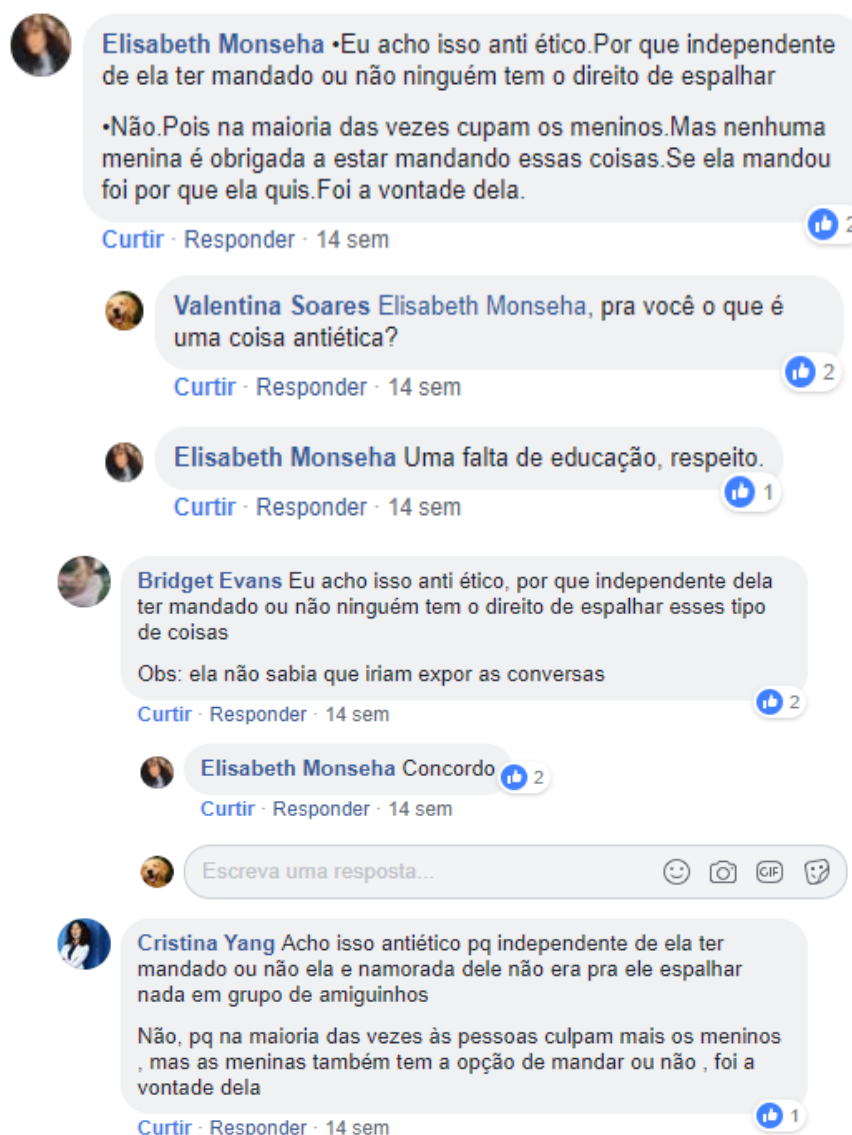 Elisabeth Monseha •Eu acho isso anti ético.Por que independente
de ela ter mandado ou não ninguém tem o direito de espalhar
•Não.Pois na maioria das vezes cupam os meninos.Mas nenhuma
menina é obrigada a estar mandando essas coisas.Se ela mandou
foi por que ela quis.Foi a vontade dela.
2
Curtir · Responder · 14 sem
Valentina Soares Elisabeth Monseha, pra você o que é
uma coisa antiética?
2
Curtir · Responder · 14 sem
Elisabeth Monseha Uma falta de educação, respeito.
1
Curtir · Responder · 14 sem
Bridget Evans Eu acho isso anti ético, por que independente dela
ter mandado ou não ninguém tem o direito de espalhar esses tipo
de coisas
Obs: ela não sabia que iriam expor as conversas
2
Curtir · Responder · 14 sem
Elisabeth Monseha Concordo
2
Curtir · Responder · 14 sem
Escreva uma resposta... GIF
Cristina Yang Acho isso antiético pq independente de ela ter
mandado ou não ela e namorada dele não era pra ele espalhar
nada em grupo de amiguinhos
Não, pq na maioria das vezes às pessoas culpam mais os meninos
, mas as meninas também tem a opção de mandar ou não , foi a
vontade dela
1
Curtir · Responder · 14 sem